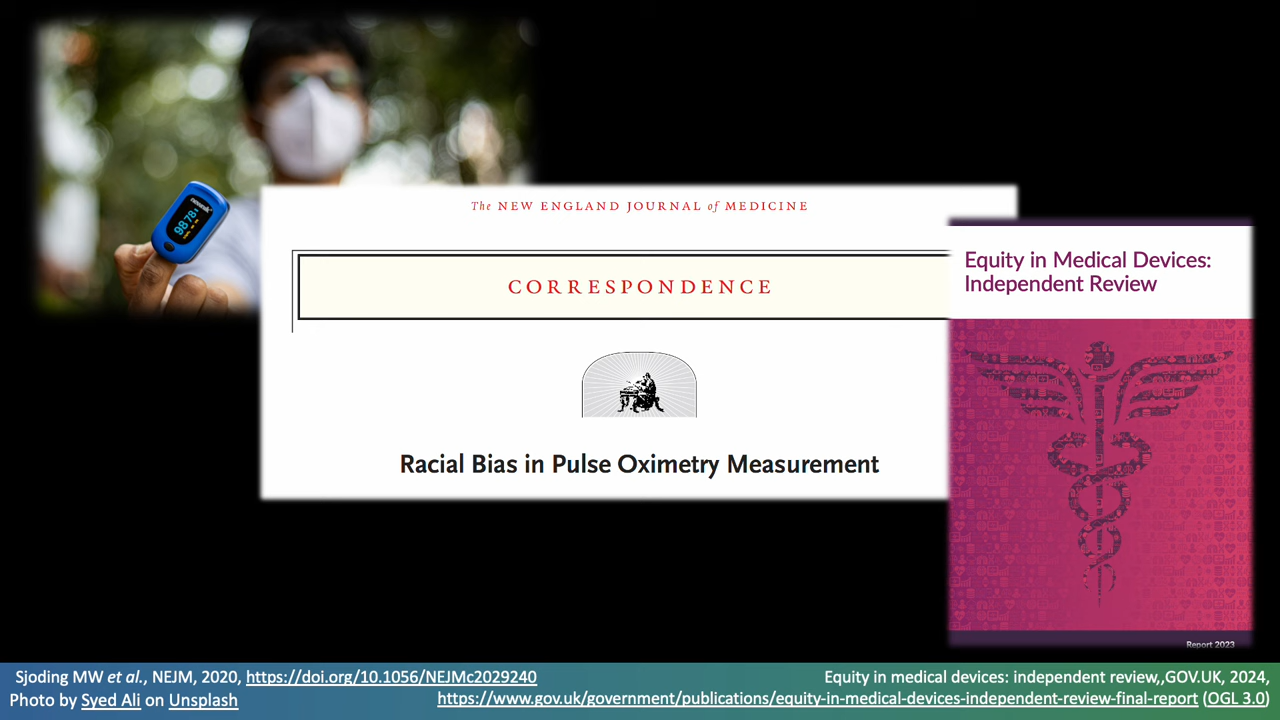 98 78
The NEW ENGLAND JOURNAL of MEDICINE
CORRESPONDENCE
Racial Bias in Pulse Oximetry Measurement
Equity in Medical Devices:
Independent Review
Report 2023
Sjoding MW et al., NEJM, 2020, https://doi.org/10.1056/NEJMc2029240
Photo by Syed Ali on Unsplash
Equity in medical devices: independent review,,GOV.UK, 2024,
https://www.gov.uk/government/publications/equity-in-medical-devices-independent-review-final-report (OGL 3.0)